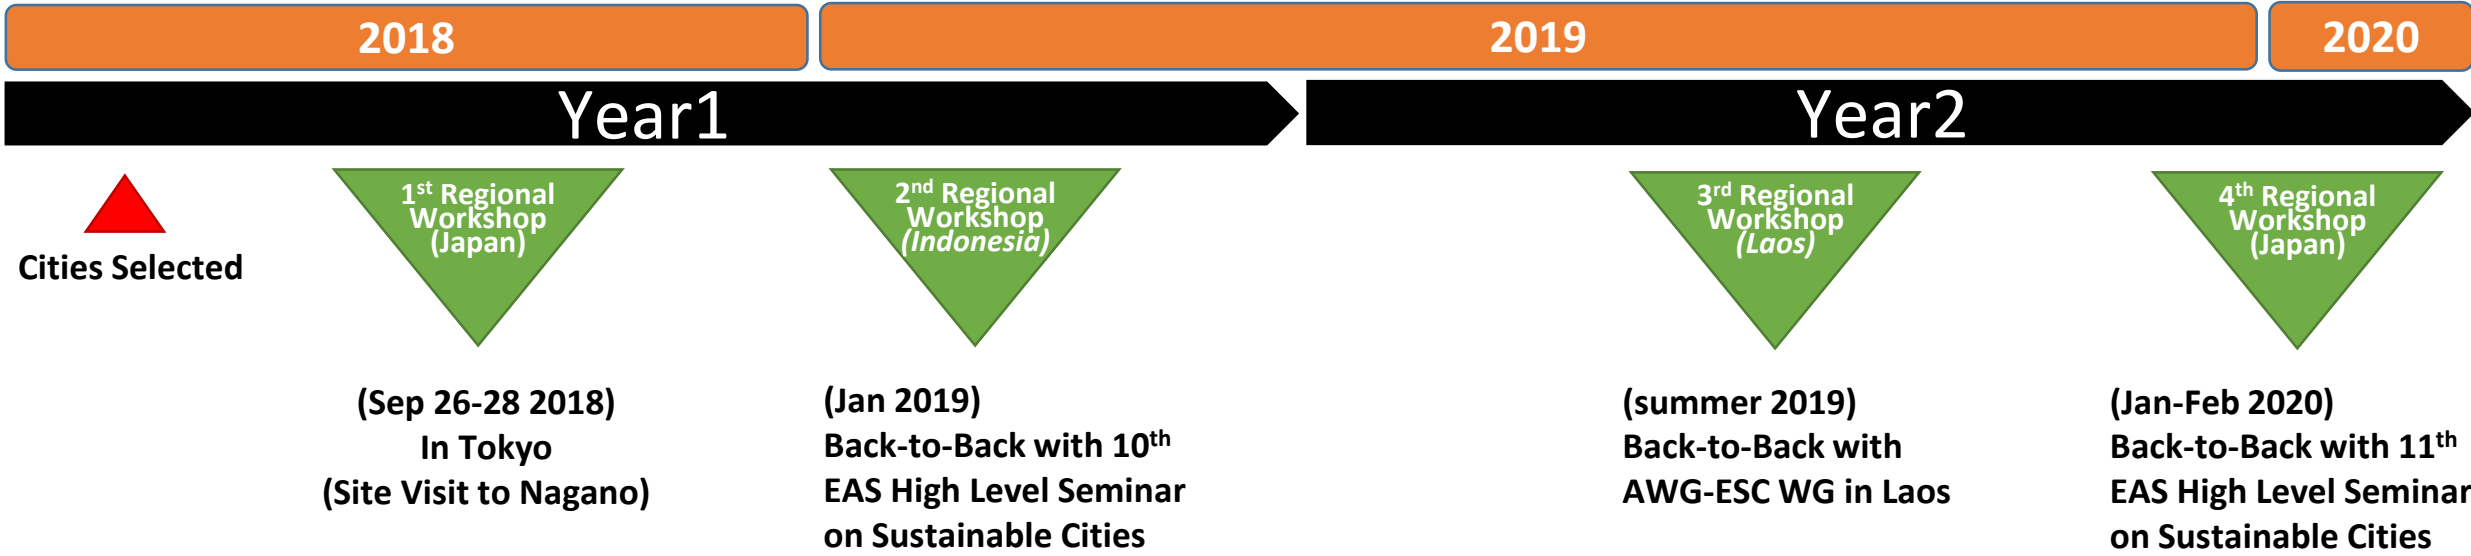 2018
2019
2020
Year1
Year2
Cities Selected
1st Regional
Workshop
(Japan)
(Sep 26-28 2018)
In Tokyo
(Site Visit to Nagano)
2nd Regional
Workshop
(Indonesia)
(Jan 2019)
Back-to-Back with 10th
EAS High Level Seminar
on Sustainable Cities
3rd Regional
Workshop
(Laos)
(summer 2019)
Back-to-Back with
AWG-ESC WG in Laos
4th Regional
Workshop
(Japan)
(Jan-Feb 2020)
Back-to-Back with 11th
EAS High Level Seminar
on Sustainable Cities